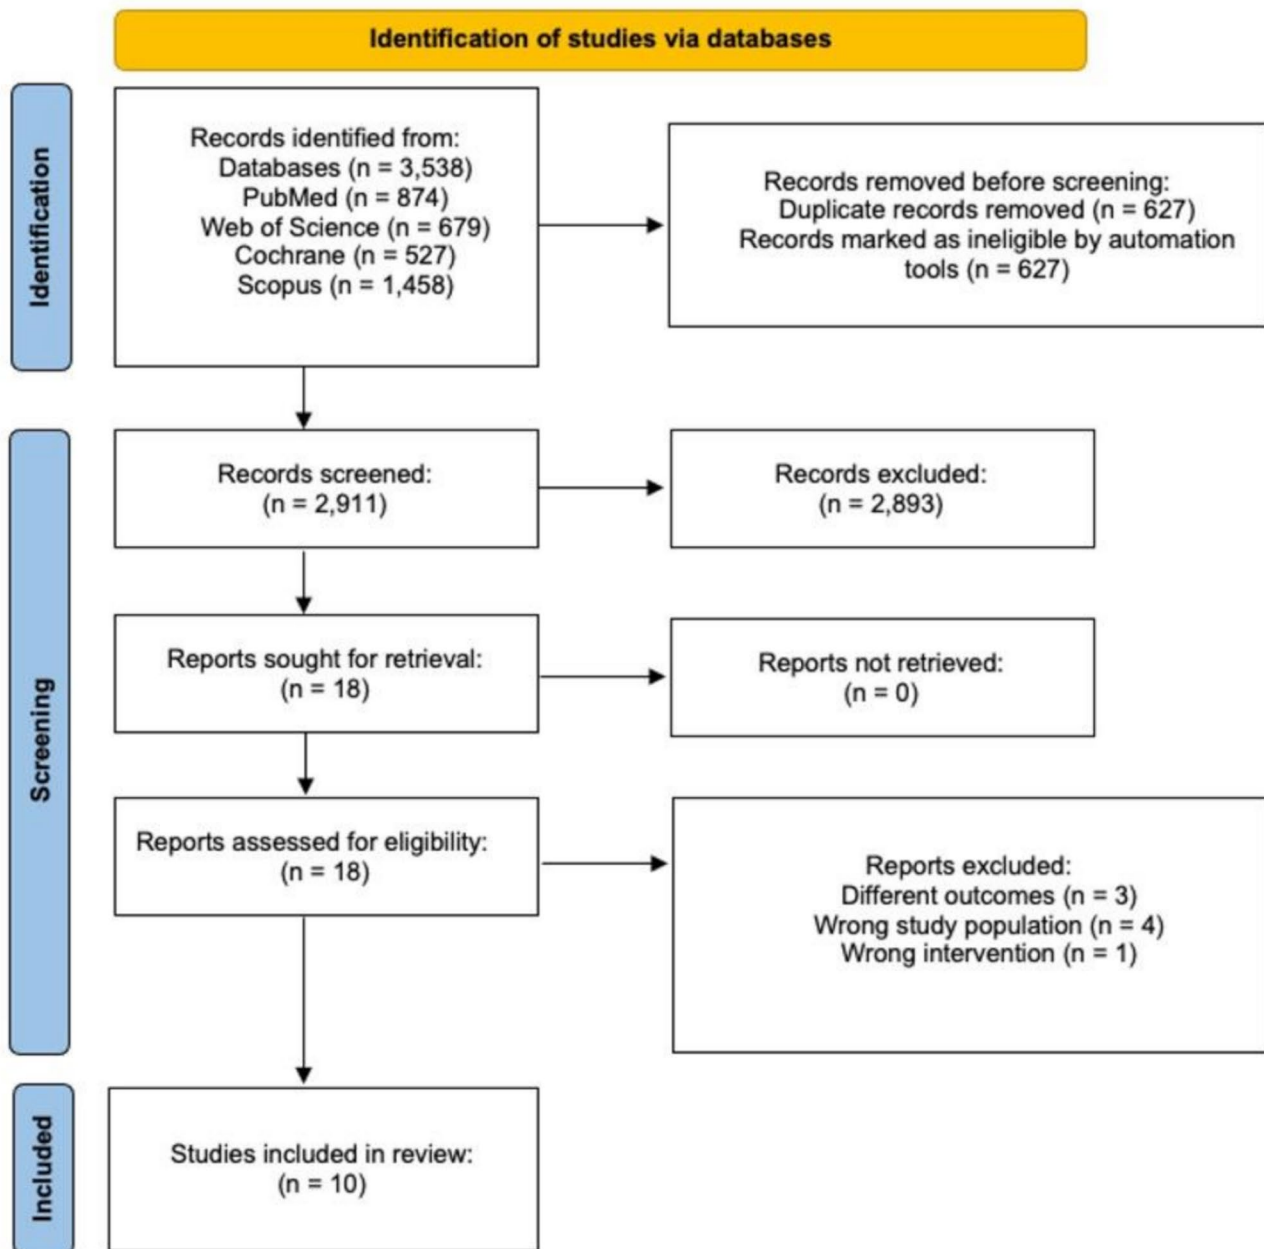 Identification of studies via databases
Identification
Records identified from:
Databases (n = 3,538)
PubMed (n = 874)
Web of Science (n = 679)
Cochrane (n = 527)
Scopus (n = 1,458)
Records removed before screening:
Duplicate records removed (n = 627)
Records marked as ineligible by automation
tools (n = 627)
Screening
Records screened:
(n = 2,911)
Records excluded:
(n = 2,893)
Reports sought for retrieval:
(n = 18)
Reports not retrieved:
(n = 0)
Reports assessed for eligibility:
(n = 18)
Reports excluded:
Different outcomes (n = 3)
Wrong study population (n = 4)
Wrong intervention (n = 1)
Included
Studies included in review:
(n = 10)